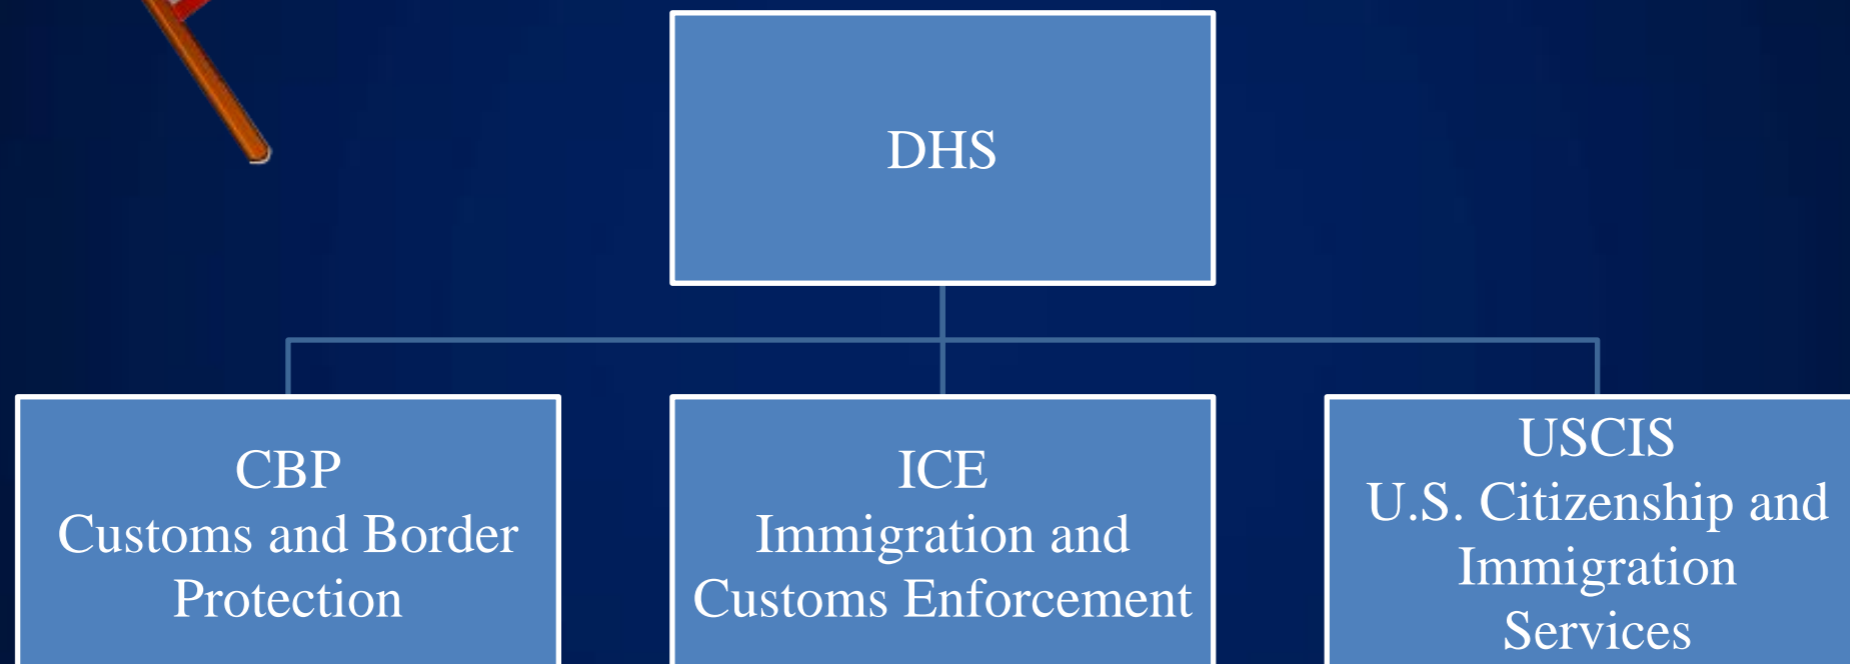 DHS
CBP
Customs and Border
Protection
ICE
Immigration and
Customs Enforcement
USCIS
U.S. Citizenship and
Immigration
Services